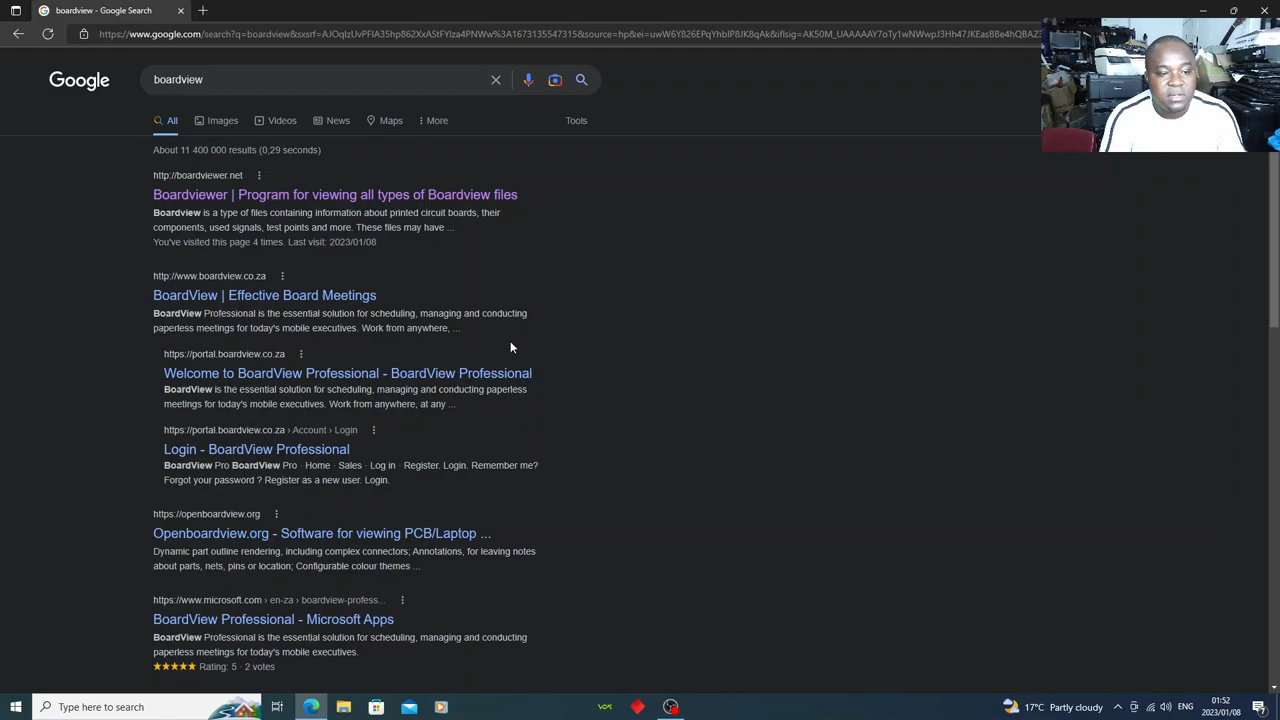 boardview - Google Search
https://www.google.com/search?q=boardview&sxsrf=
Google
boardview
All
Images
Videos
News
Maps
More
Tools
About 11 400 000 results (0,29 seconds)
http://boardviewer.net
Boardviewer | Program for viewing all types of Boardview files
Boardview is a type of files containing information about printed circuit boards, their
components, used signals, test points and more. These files may have ...
You've visited this page 4 times. Last visit: 2023/01/08
http://www.boardview.co.za
BoardView | Effective Board Meetings
BoardView Professional is the essential solution for scheduling, managing and conducting
paperless meetings for today's mobile executives. Work from anywhere, ...
https://portal.boardview.co.za
Welcome to BoardView Professional - BoardView Professional
BoardView is the essential solution for scheduling, managing and conducting paperless
meetings for today's mobile executives. Work from anywhere, at any ...
https://portal.boardview.co.za › Account › Login
Login - BoardView Professional
BoardView Pro BoardView Pro · Home · Sales · Log in · Register. Login. Remember me?
Forgot your password ? Register as a new user. Login.
https://openboardview.org
Openboardview.org - Software for viewing PCB/Laptop ...
Dynamic part outline rendering, including complex connectors; Annotations, for leaving notes
about parts, nets, pins or location; Configurable colour themes ...
https://www.microsoft.com › en-za › boardview-profess...
BoardView Professional - Microsoft Apps
BoardView Professional is the essential solution for scheduling, managing and conducting
paperless meetings for today's mobile executives.
★★★★★ Rating: 5 · 2 votes
Type here to search
VOX
17°C Partly cloudy
ENG
01:52
2023/01/08
7